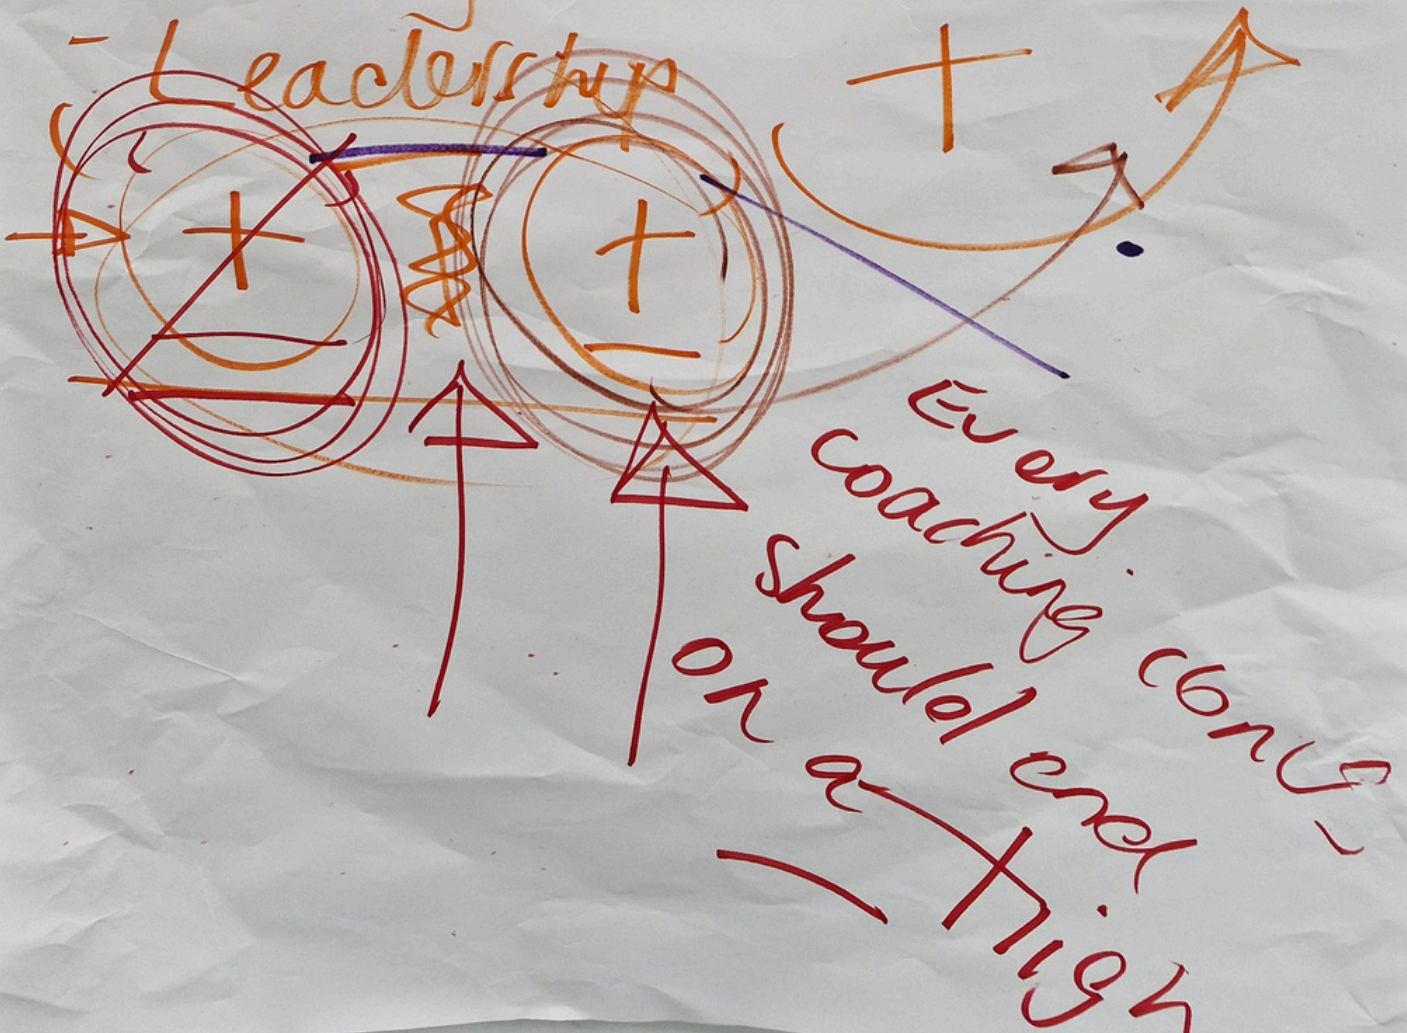 - Leadership
+
+
+
Every
coaching conv-
should end
on a High